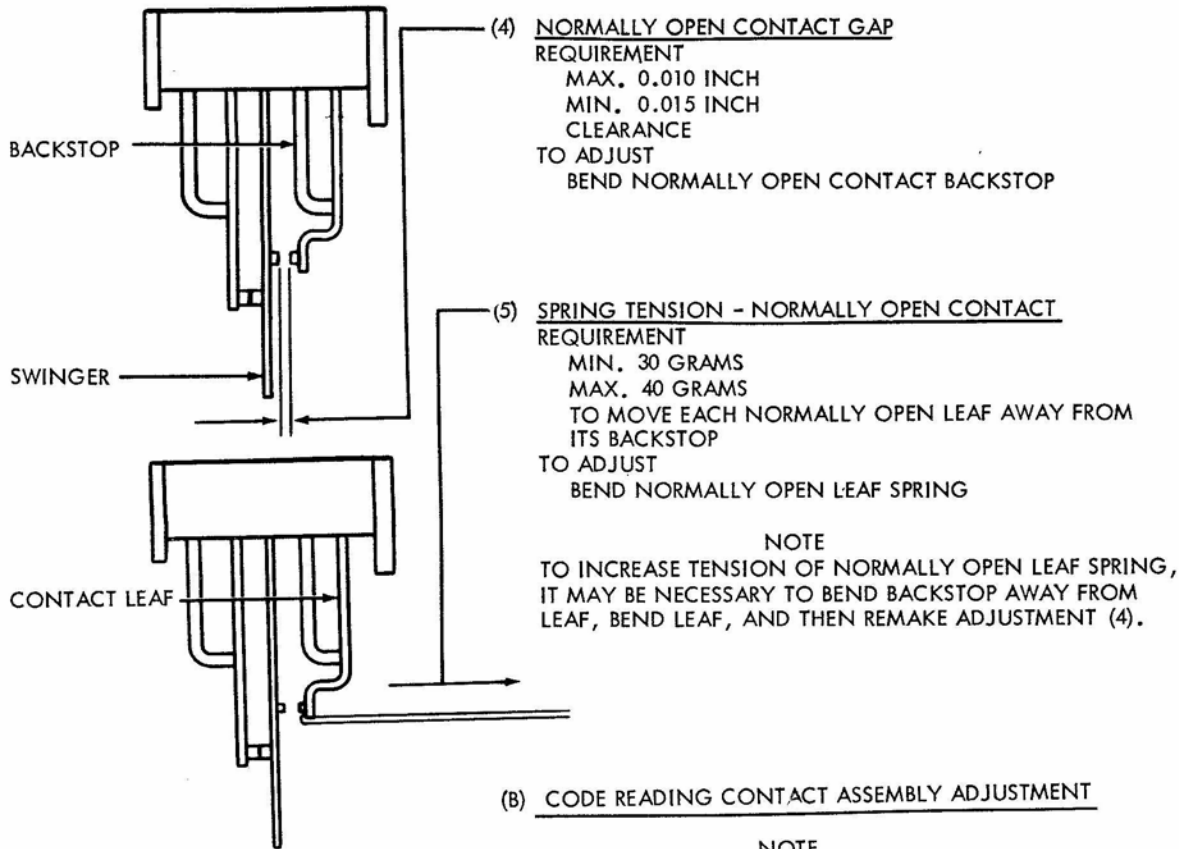 (4) NORMALLY OPEN CONTACT GAP
REQUIREMENT
MAX. 0.010 INCH
MIN. 0.015 INCH
CLEARANCE
TO ADJUST
BEND NORMALLY OPEN CONTACT BACKSTOP
BACKSTOP
SWINGER
(5) SPRING TENSION - NORMALLY OPEN CONTACT
REQUIREMENT
MIN. 30 GRAMS
MAX. 40 GRAMS
TO MOVE EACH NORMALLY OPEN LEAF AWAY FROM
ITS BACKSTOP
TO ADJUST
BEND NORMALLY OPEN LEAF SPRING
NOTE
TO INCREASE TENSION OF NORMALLY OPEN LEAF SPRING,
IT MAY BE NECESSARY TO BEND BACKSTOP AWAY FROM
LEAF, BEND LEAF, AND THEN REMAKE ADJUSTMENT (4).
CONTACT LEAF
(B) CODE READING CONTACT ASSEMBLY ADJUSTMENT
NOTE